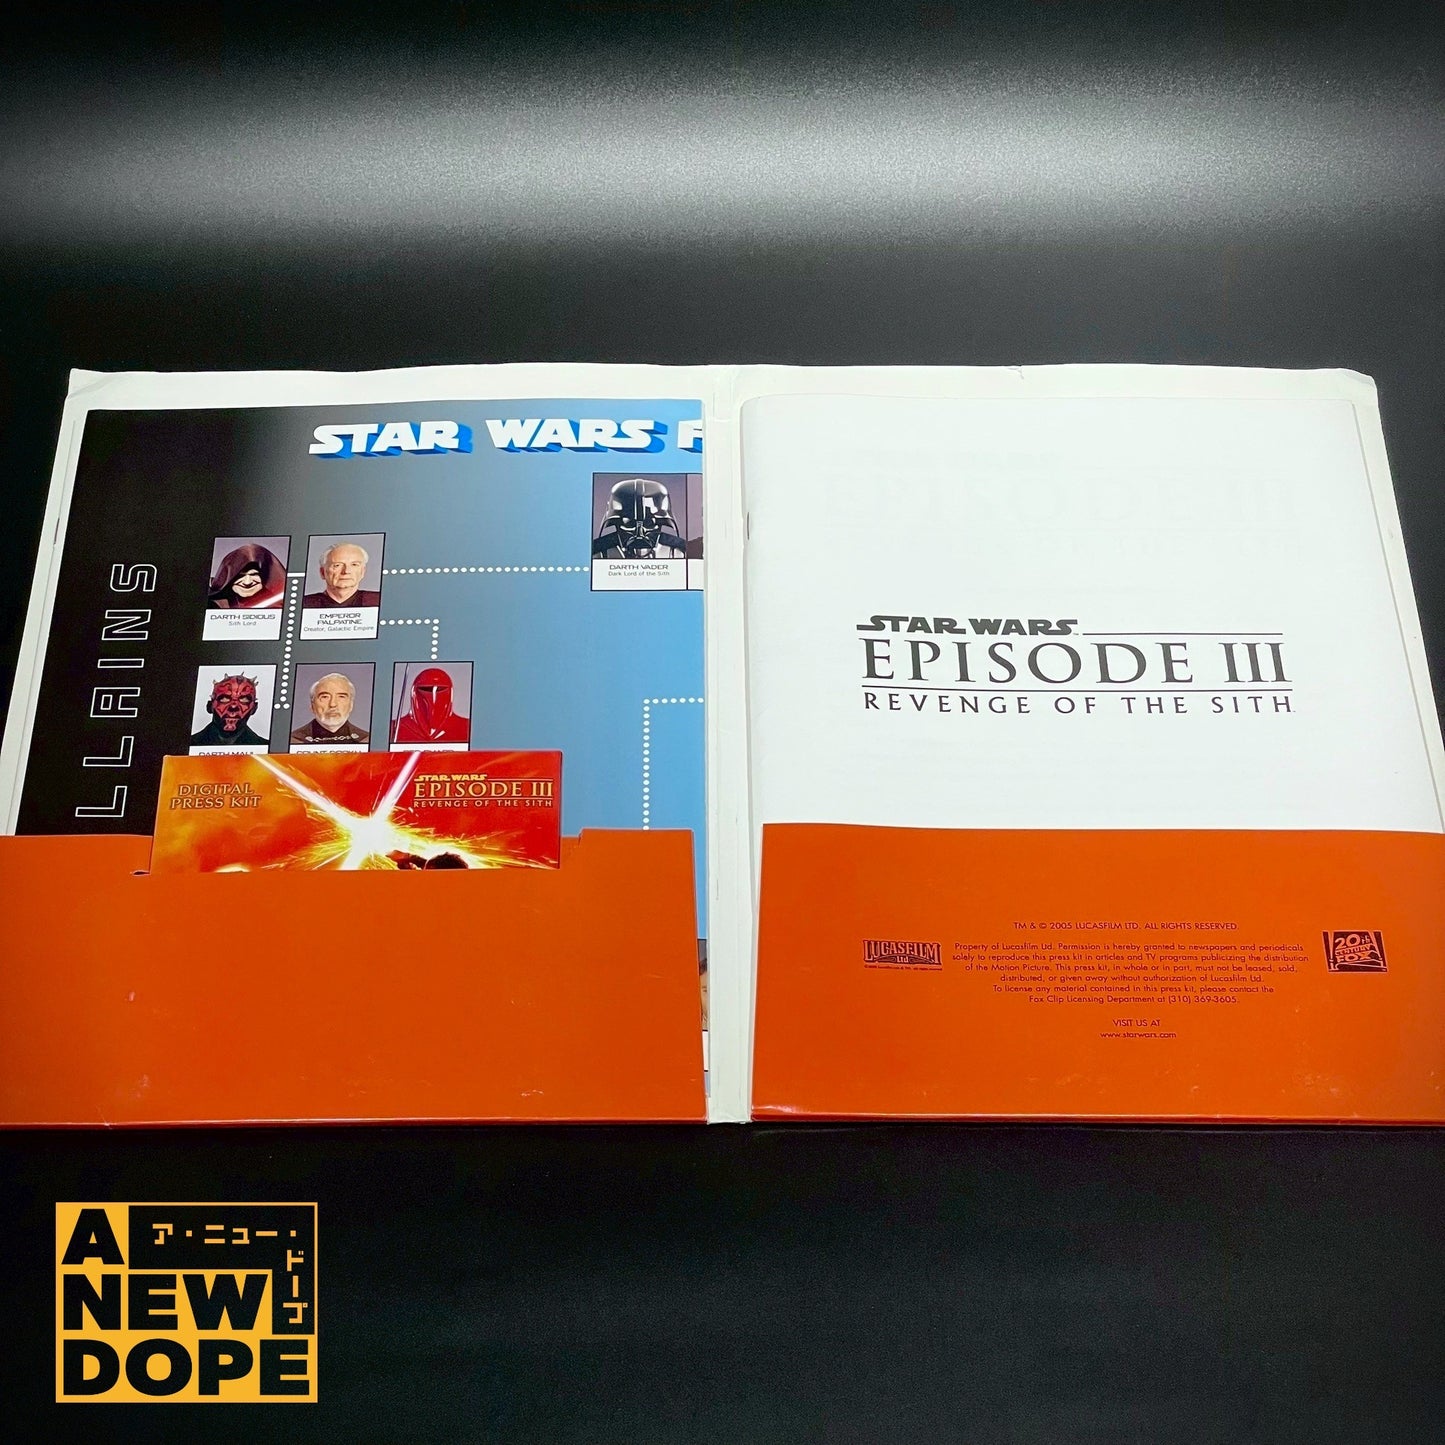 STAR WARS F
LLAINS
DARTH VADER
Dark Lord of the Sith
DARTH SIDIOUS
Sith Lord
EMPEROR
PALPATINE
Creator, Galactic Empire
DARTH MAUL
COUNT DOOKU
DIGITAL
PRESS KIT
STAR WARS
EPISODE III
REVENGE OF THE SITH
STAR WARS
EPISODE III
REVENGE OF THE SITH
TM & © 2005 LUCASFILM LTD. ALL RIGHTS RESERVED.
LUCASFILM
Ltd
Property of Lucasfilm Ltd. Permission is hereby granted to newspapers and periodicals
solely to reproduce this press kit in articles and TV programs publicizing the distribution
of the Motion Picture. This press kit, in whole or in part, must not be leased, sold,
distributed, or given away without authorization of Lucasfilm Ltd.
To license any material contained in this press kit, please contact the
Fox Clip Licensing Department at (310) 369-3605.
20th
CENTURY
FOX
VISIT US AT
www.starwars.com
A
ア・ニュー・
ドープ
NEW
DOPE